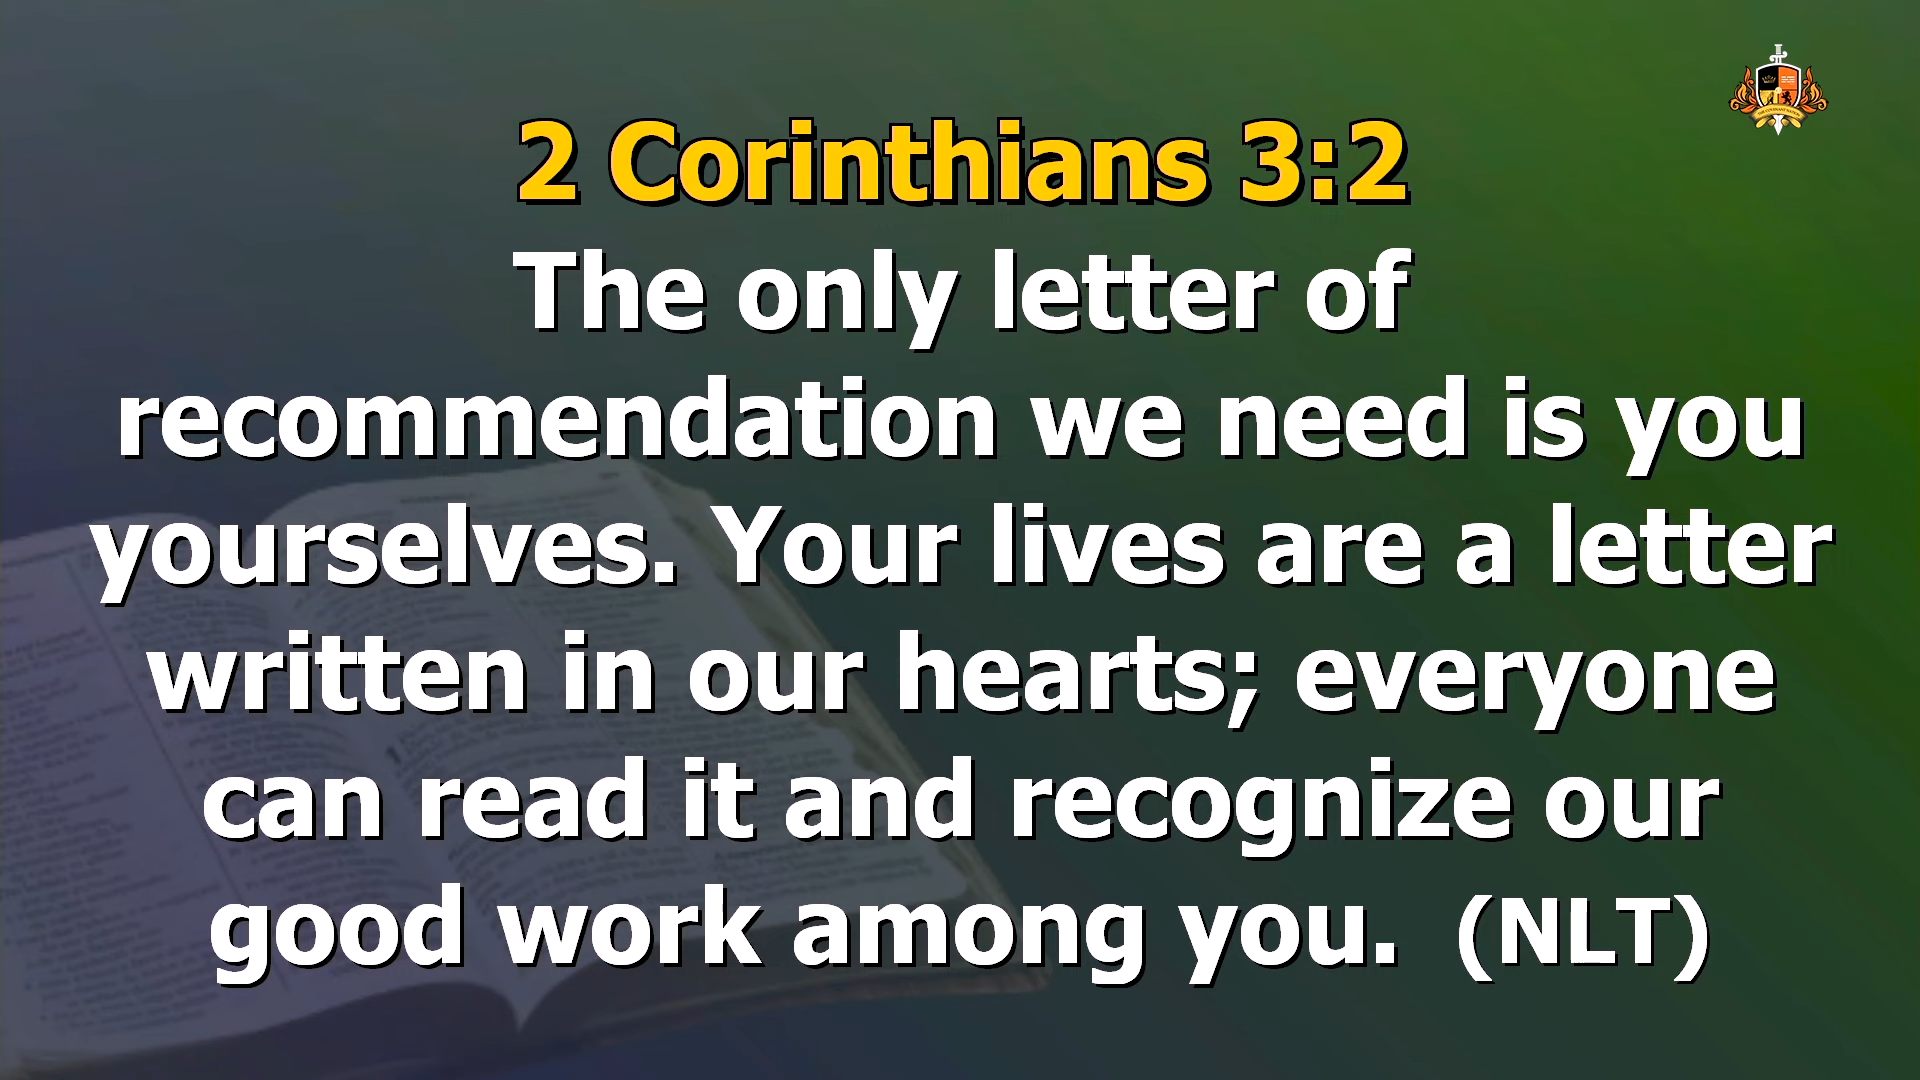 2 Corinthians 3:2
The only letter of
recommendation we need is you
yourselves. Your lives are a letter
written in our hearts; everyone
can read it and recognize our
good work among you. (NLT)